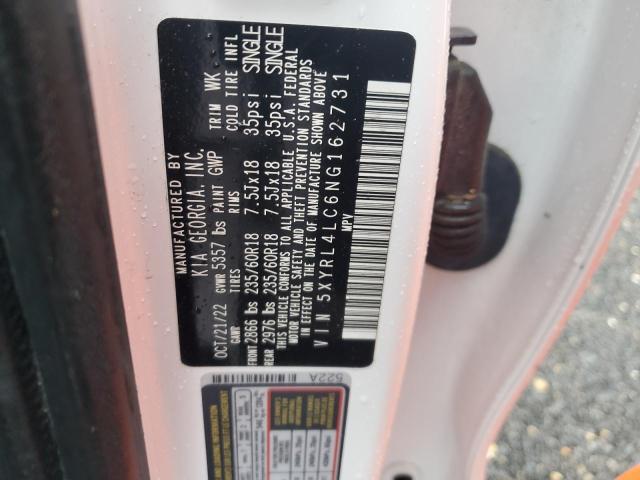 MANUFACTURED BY
KIA GEORGIA, INC.
OCT/21/22 GVWR 5357 lbs PAINT GWP TRIM WK
GAWR TIRES RIMS COLD TIRE INFL
FRONT 2866 lbs 235/60R18 7.5Jx18 35psi SINGLE
REAR 2976 lbs 235/60R18 7.5Jx18 35psi SINGLE
THIS VEHICLE CONFORMS TO ALL APPLICABLE U.S.A. FEDERAL
MOTOR VEHICLE SAFETY AND THEFT PREVENTION STANDARDS
IN EFFECT ON THE DATE OF MANUFACTURE SHOWN ABOVE
VIN 5XYRL4LC6NG162731
MPV
522A